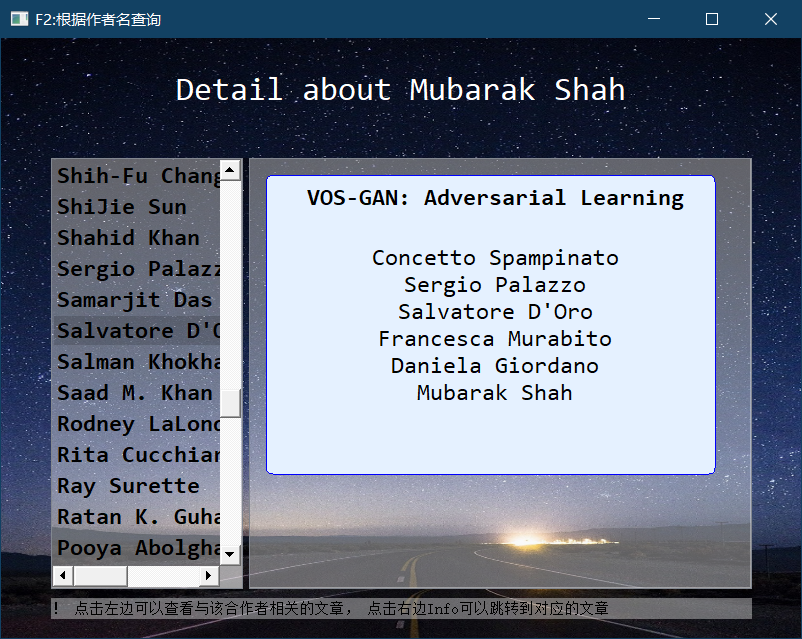 F2:根据作者名查询
Detail about Mubarak Shah
Shih-Fu Chang
ShiJie Sun
Shahid Khan
Sergio Palazz
Samarjit Das
Salvatore D'O
Salman Khokha
Saad M. Khan
Rodney LaLond
Rita Cucchiar
Ray Surette
Ratan K. Guha
Pooya Abolgha
VOS-GAN: Adversarial Learning
Concetto Spampinato
Sergio Palazzo
Salvatore D'Oro
Francesca Murabito
Daniela Giordano
Mubarak Shah
! 点击左边可以查看与该合作者相关的文章, 点击右边Info可以跳转到对应的文章